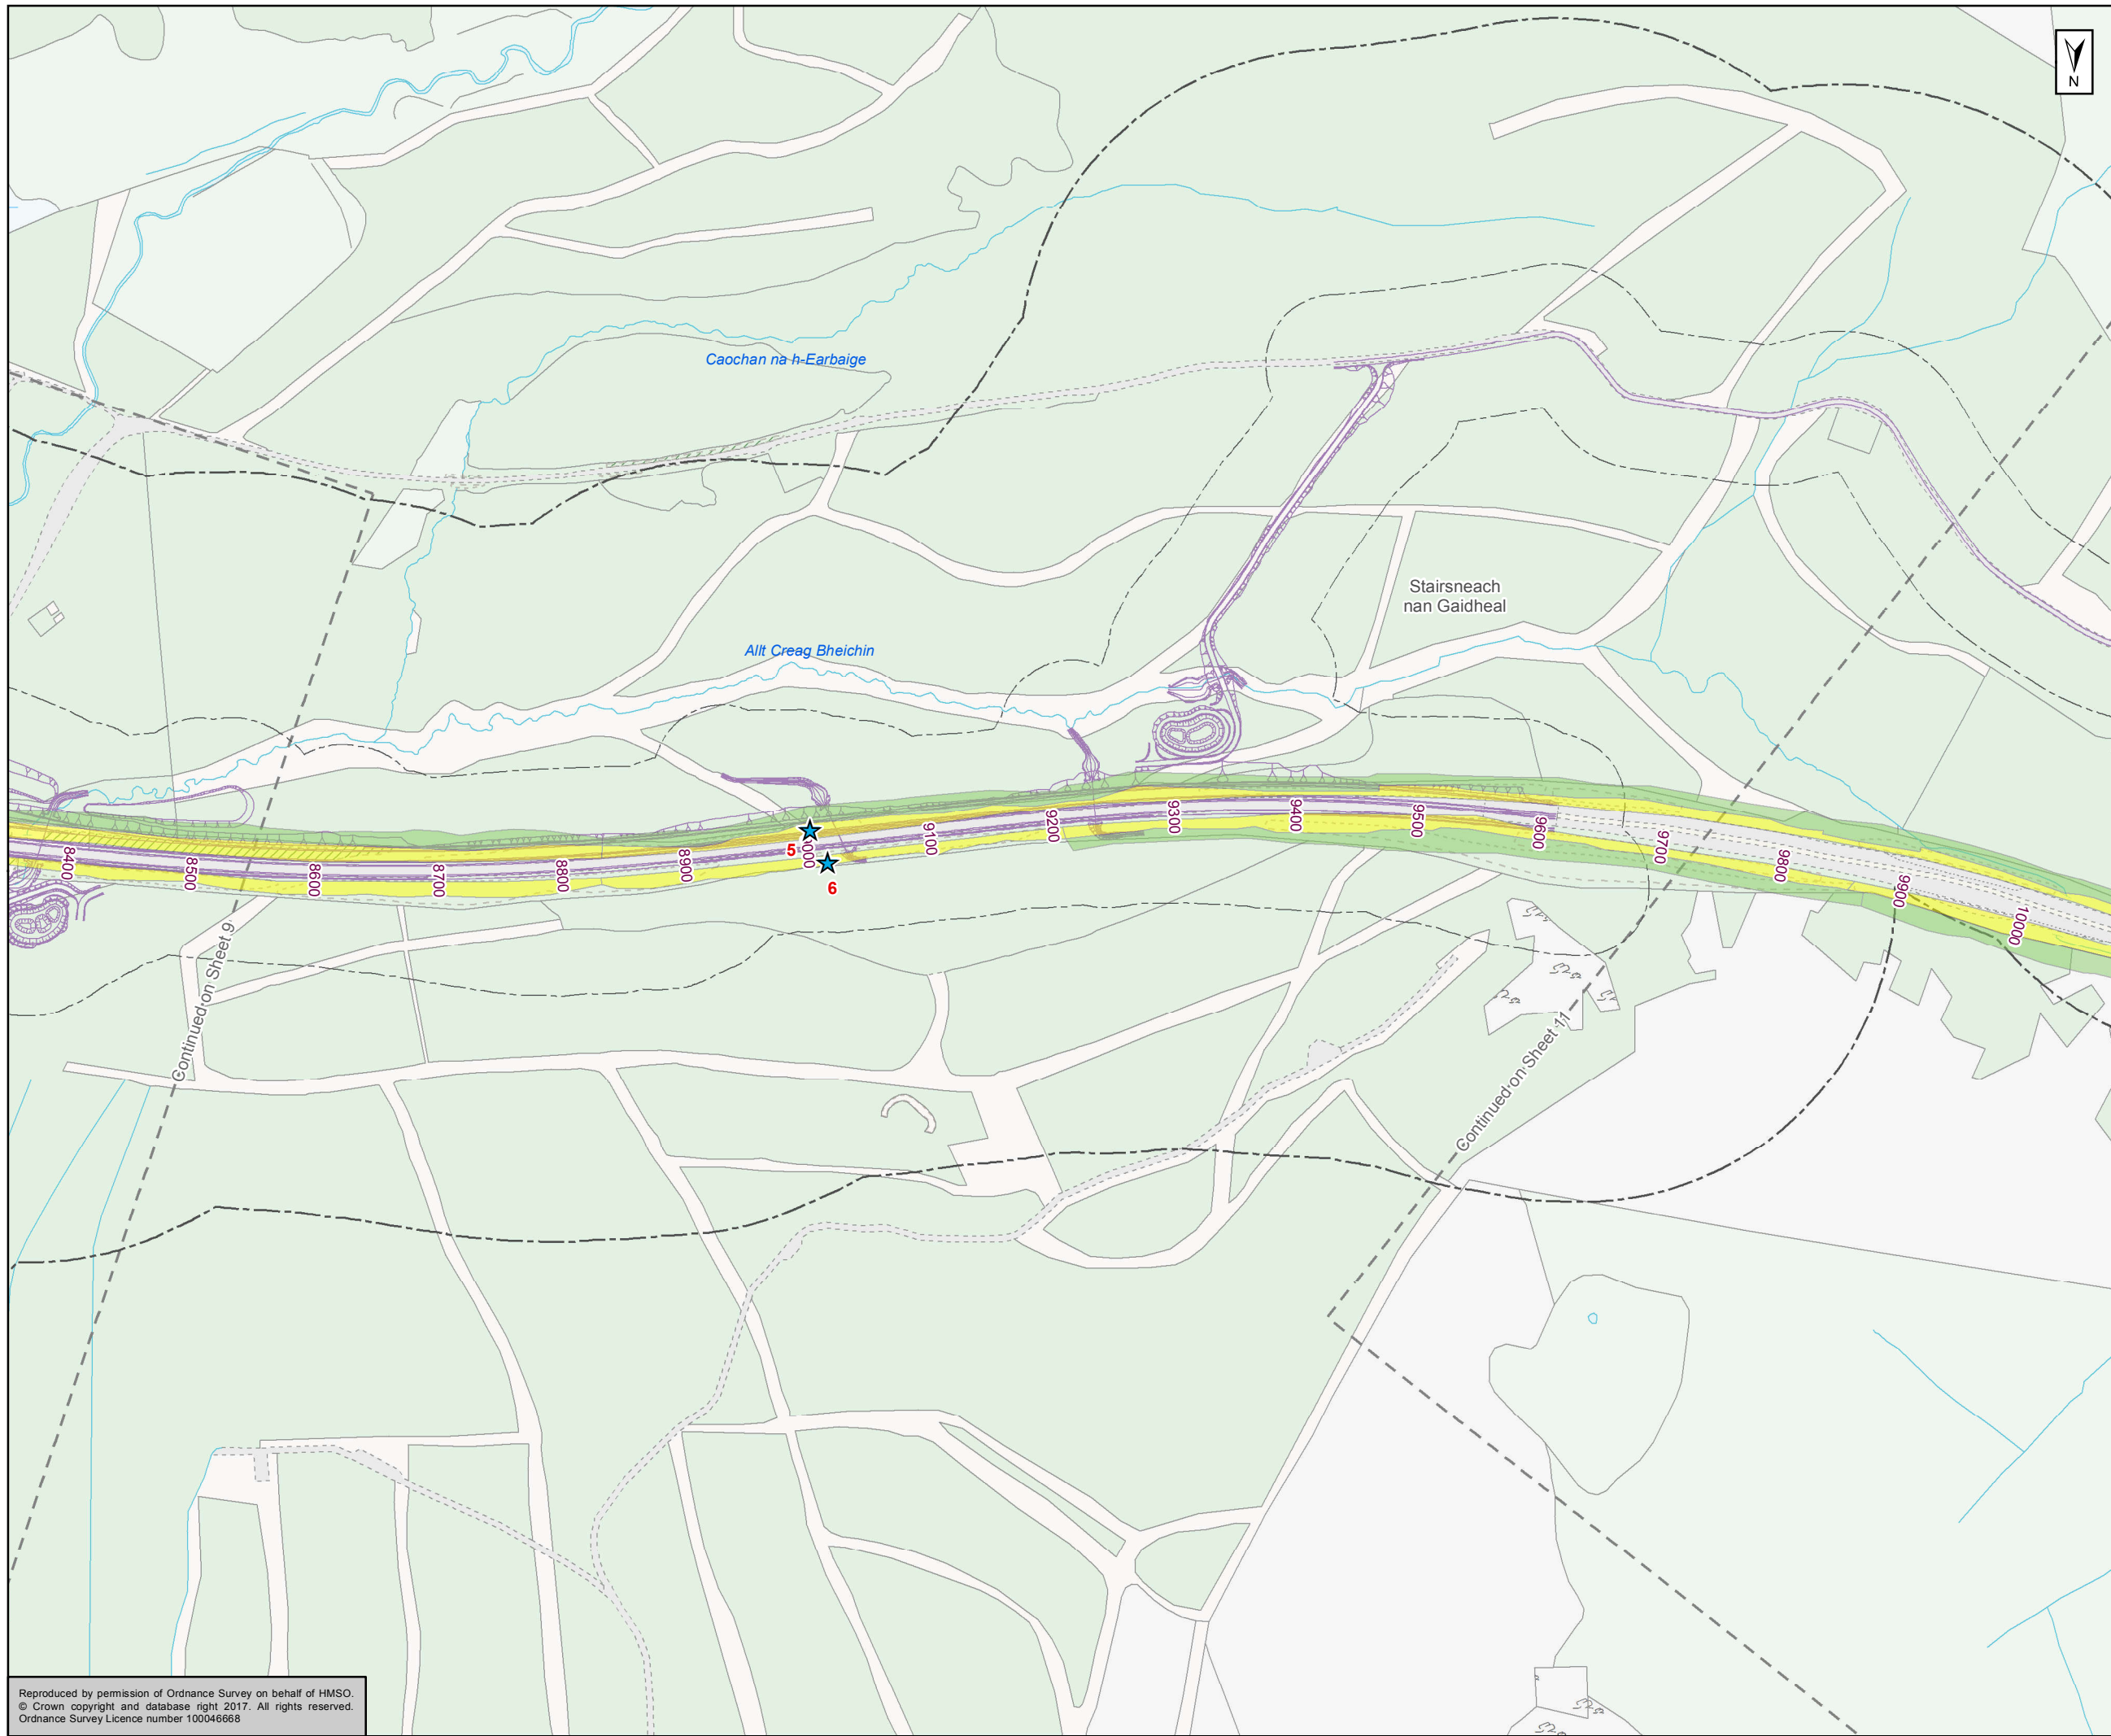 N
Caochan na h-Earbaige
Stairsneach
nan Gaidheal
Allt Creag Bheichin
8400
8500
8600
8700
8800
8900
5
6
9100
9200
9300
9400
9500
9600
9700
9800
9900
10000
Continued on Sheet 9
Continued on Sheet 11
Reproduced by permission of Ordnance Survey on behalf of HMSO.
© Crown copyright and database right 2017. All rights reserved.
Ordnance Survey Licence number 100046668